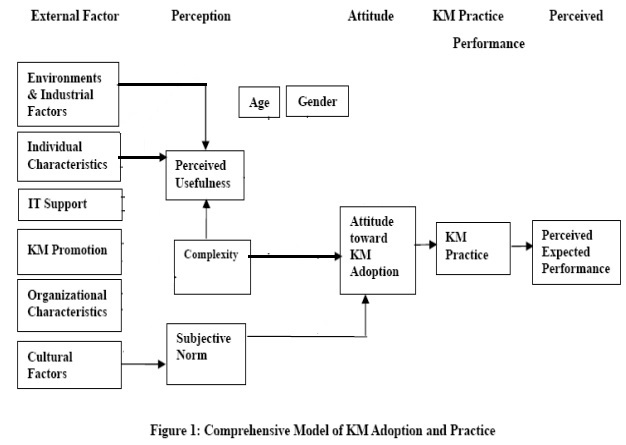 External Factor Perception Attitude KM Practice Perceived
Performance
Environments
& Industrial
Factors
Age
Gender
Individual
Characteristics
Perceived
Usefulness
IT Support
KM Promotion
Complexity
Attitude
toward
KM
Adoption
KM
Practice
Perceived
Expected
Performance
Organizational
Characteristics
Subjective
Norm
Cultural
Factors
Figure 1: Comprehensive Model of KM Adoption and Practice